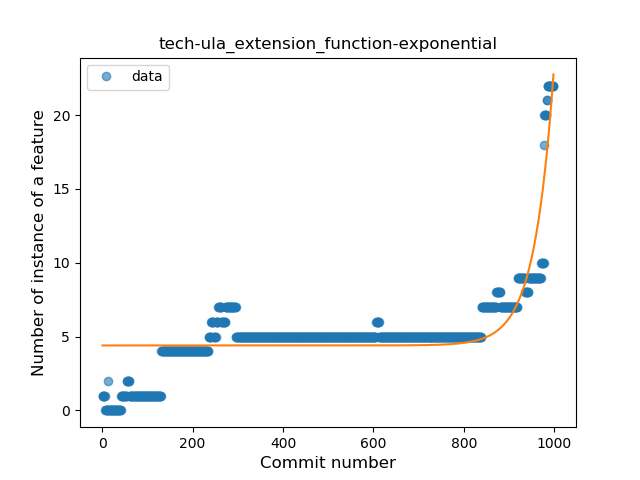 tech-ula_extension_function-exponential
data
Number of instance of a feature
20
15
10
5
0
0 200 400 600 800 1000
Commit number